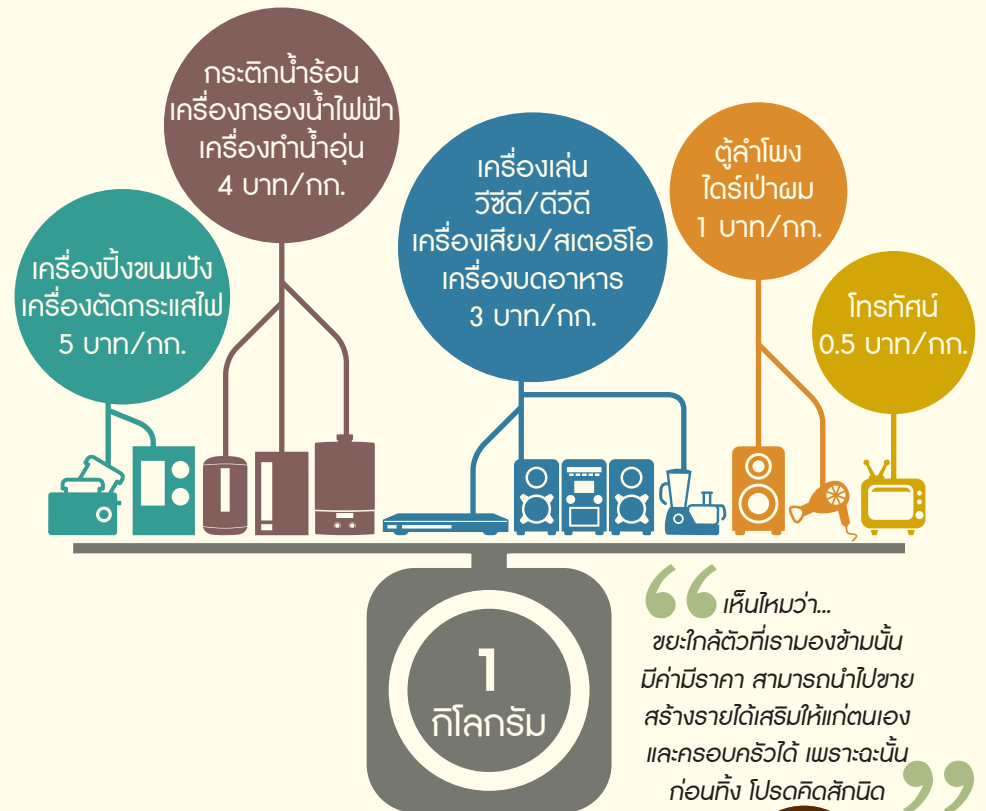 กระติกน้ำร้อน
เครื่องกรองน้ำไฟฟ้า
เครื่องทำน้ำอุ่น
4 บาท/กก.
เครื่องเล่น
วีซีดี/ดีวีดี
เครื่องเสียง/สเตอริโอ
เครื่องบดอาหาร
3 บาท/กก.
ตู้ลำโพง
ไดร์เป่าผม
1 บาท/กก.
เครื่องปิ้งขนมปัง
เครื่องตัดกระแสไฟ
5 บาท/กก.
โทรทัศน์
0.5 บาท/กก.
1
กิโลกรัม
“เห็นไหมว่า...
ขยะใกล้ตัวที่เรามองข้ามนั้น
มีค่ามีราคา สามารถนำไปขาย
สร้างรายได้เสริมให้แก่ตนเอง
และครอบครัวได้ เพราะฉะนั้น
ก่อนทิ้ง โปรดคิดสักนิด”